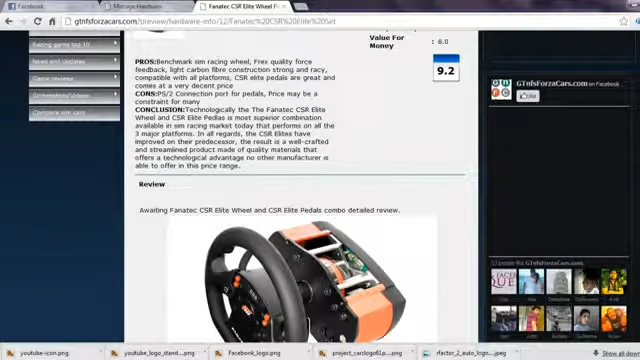 Facebook
Manage Hardwares
Fanatec CSR Elite Wheel P
gtnfsforzacars.com/preview/hardware-info/12/Fanatec%20CSR%20Elite%20Set
Racing game top 10
News and updates
Game reviews
Screenshot/Videos
Compare sim cars
Value For
Money
: 8.0
9.2
PROS:Benchmark sim racing wheel, Frex quality force
feedback, light carbon fibre construction strong and racy,
compatible with all platforms, CSR elite pedals are great and
comes at a very decent price
CONS:PS/2 Connection port for pedals, Price may be a
constraint for many
CONCLUSION:Technologically the The Fanatec CSR Elite
Wheel and CSR Elite Pedlas is most superior combination
available in sim racing market today that performs on all the
3 major platforms. In all regards, the CSR Elites have
improved on their predecessor, the result is a well-crafted
and streamlined product made of quality materials that
offers a technological advantage no other manufacturer is
able to offer in this price range.
Review
Awaiting Fanatec CSR Elite Wheel and CSR Elite Pedals combo detailed review.
GTnfsForzaCars.com on Facebook
Like
GTnfsForzaCars.com
youtube-icon.png
youtube_logo_stand....png
Facebook_logo.png
project_carslogo61p....png
rfactor_2_auto_logo....jpeg
Show all dow